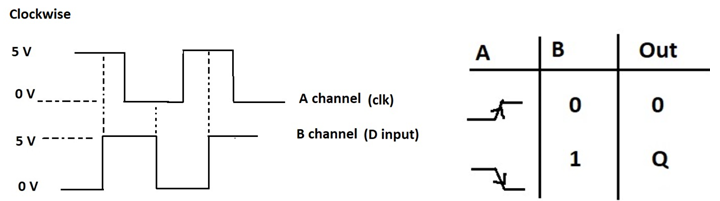 Clockwise
5 V
0 V
A channel (clk)
5 V
B channel (D input)
0 V
A B Out
0 0
1 Q